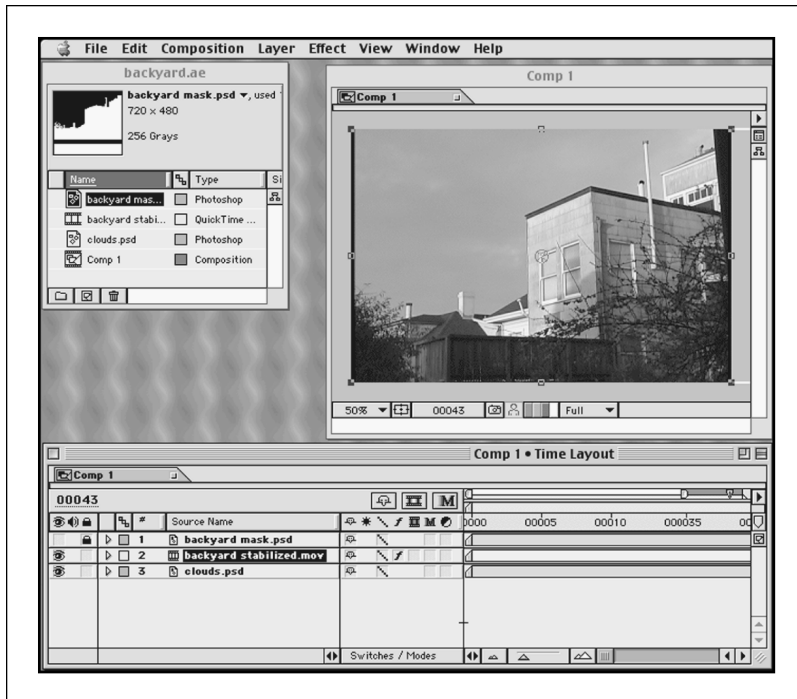 File Edit Composition Layer Effect View Window Help
backyard.ae
backyard mask.psd ▾, used
720 × 480
256 Grays
Name Type Si
backyard mas... Photoshop
backyard stabi... QuickTime ...
clouds.psd Photoshop
Comp 1 Composition
Comp 1
Comp 1
50% 00043 Full
Comp 1 • Time Layout
Comp 1
00043 M
# Source Name M 0000 00005 00010 000035 00
1 backyard mask.psd
2 backyard stabilized.mov
3 clouds.psd
Switches / Modes